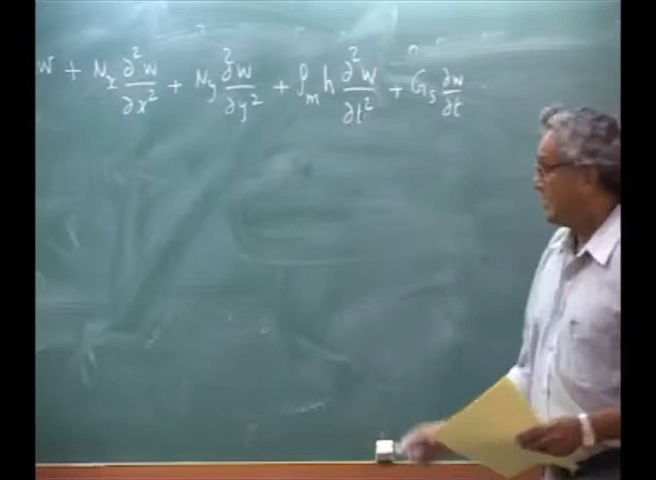 w + N_x ∂²w/∂x² + N_y ∂²w/∂y² + ρ_m h ∂²w/∂t² + G_s ∂w/∂t